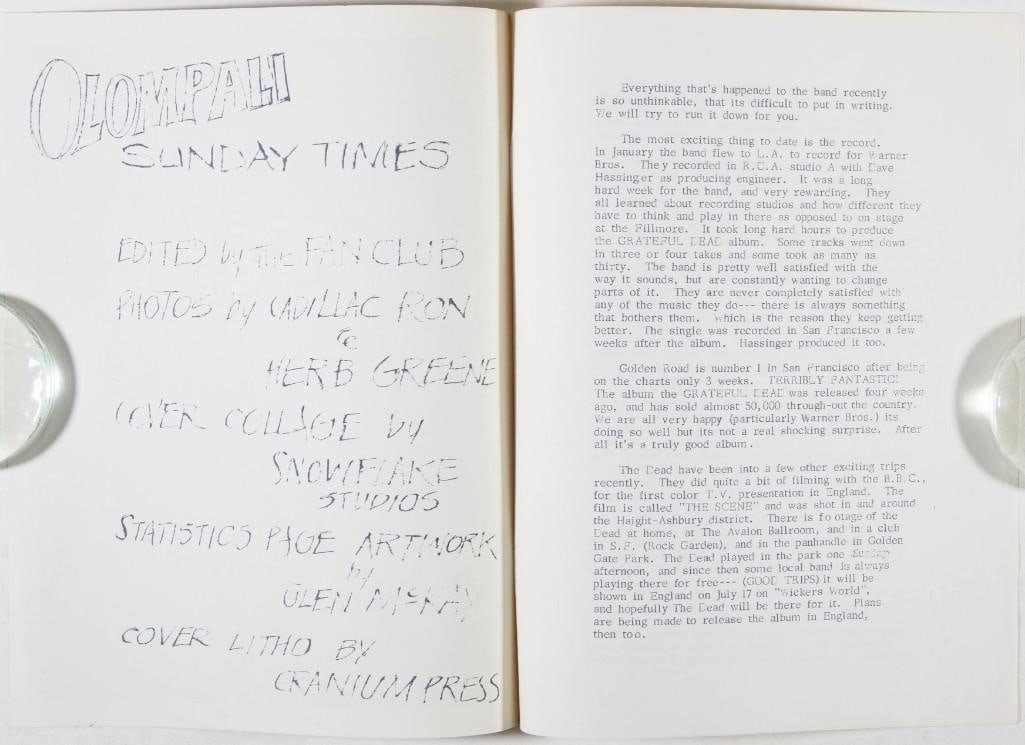 OLOMPALI
SUNDAY TIMES
EDITED by THE FAN CLUB
PHOTOS by CADILLAC RON
&
HERB GREENE
COVER COLLAGE by
SNOWFLAKE
STUDIOS
STATISTICS PAGE ARTWORK
by
GLEN McKAY
COVER LITHO BY
CRANIUM PRESS
Everything that's happened to the band recently
is so unthinkable, that its difficult to put in writing.
We will try to run it down for you.
The most exciting thing to date is the record.
In January the band flew to L.A. to record for Warner
Bros. They recorded in R.C.A. studio A with Dave
Hassinger as producing engineer. It was a long
hard week for the band, and very rewarding. They
all learned about recording studios and how different they
have to think and play in there as opposed to on stage
at the Fillmore. It took long hard hours to produce
the GRATEFUL DEAD album. Some tracks went down
in three or four takes and some took as many as
thirty. The band is pretty well satisfied with the
way it sounds, but are constantly wanting to change
parts of it. They are never completely satisfied with
any of the music they do--- there is always something
that bothers them. Which is the reason they keep getting
better. The single was recorded in San Francisco a few
weeks after the album. Hassinger produced it too.
Golden Road is number 1 in San Francisco after being
on the charts only 3 weeks. TERRIBLY FANTASTIC!
The album the GRATEFUL DEAD was released four weeks
ago, and has sold almost 50,000 through-out the country.
We are all very happy (particularly Warner Bros.) its
doing so well but its not a real shocking surprise. After
all it's a truly good album.
The Dead have been into a few other exciting trips
recently. They did quite a bit of filming with the B.B.C.,
for the first color T.V. presentation in England. The
film is called "THE SCENE" and was shot in and around
the Haight-Ashbury district. There is fo otage of the
Dead at home, at The Avalon Ballroom, and in a club
in S.F. (Rock Garden), and in the panhandle in Golden
Gate Park. The Dead played in the park one Sunday
afternoon, and since then some local band is always
playing there for free--- (GOOD TRIPS) it will be
shown in England on July 17 on "Wickers World",
and hopefully The Dead will be there for it. Plans
are being made to release the album in England,
then too.